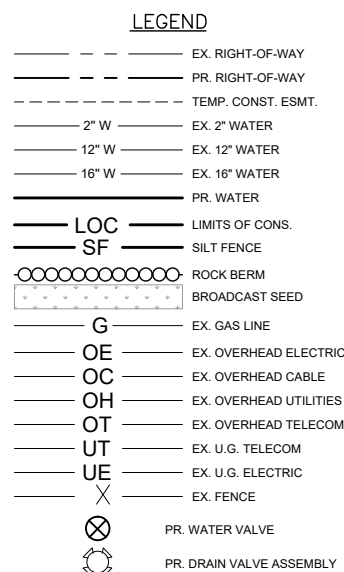 LEGEND
EX. RIGHT-OF-WAY
PR. RIGHT-OF-WAY
TEMP. CONST. ESMT.
2" W EX. 2" WATER
12" W EX. 12" WATER
16" W EX. 16" WATER
PR. WATER
LOC LIMITS OF CONS.
SF SILT FENCE
ROCK BERM
BROADCAST SEED
G EX. GAS LINE
OE EX. OVERHEAD ELECTRIC
OC EX. OVERHEAD CABLE
OH EX. OVERHEAD UTILITIES
OT EX. OVERHEAD TELECOM
UT EX. U.G. TELECOM
UE EX. U.G. ELECTRIC
X EX. FENCE
PR. WATER VALVE
PR. DRAIN VALVE ASSEMBLY